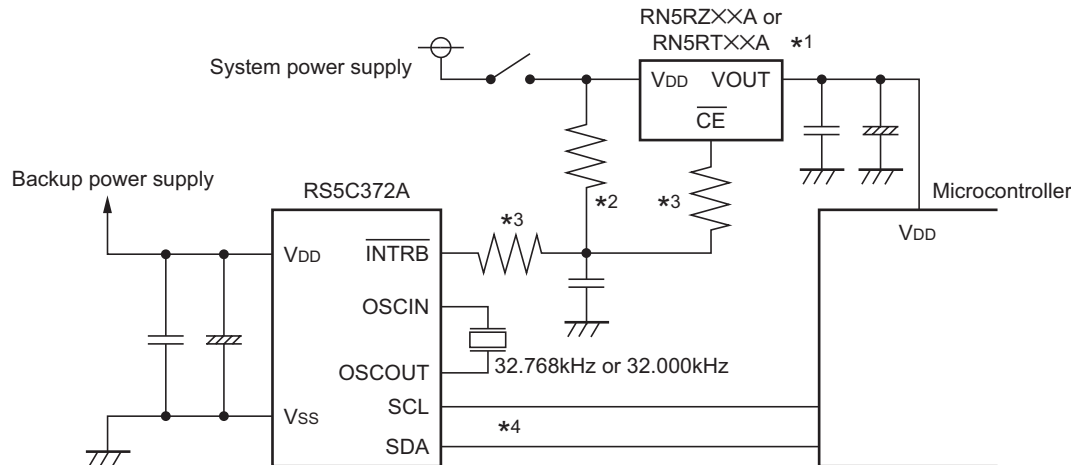 RN5RZ××A or
RN5RT××A *1
System power supply
VDD VOUT
CE
Backup power supply
RS5C372A
*2
*3
Microcontroller
*3
VDD
INTRB
VDD
OSCIN
32.768kHz or 32.000kHz
OSCOUT
SCL
VSS
*4
SDA